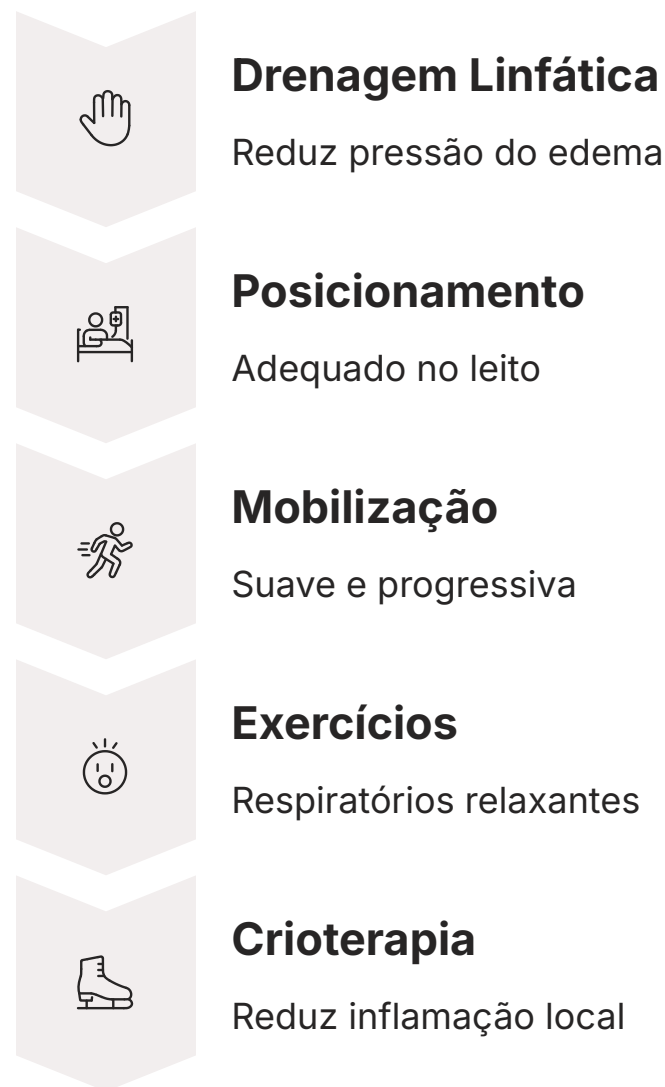 Drenagem Linfática
Reduz pressão do edema
Posicionamento
Adequado no leito
Mobilização
Suave e progressiva
Exercícios
Respiratórios relaxantes
Crioterapia
Reduz inflamação local